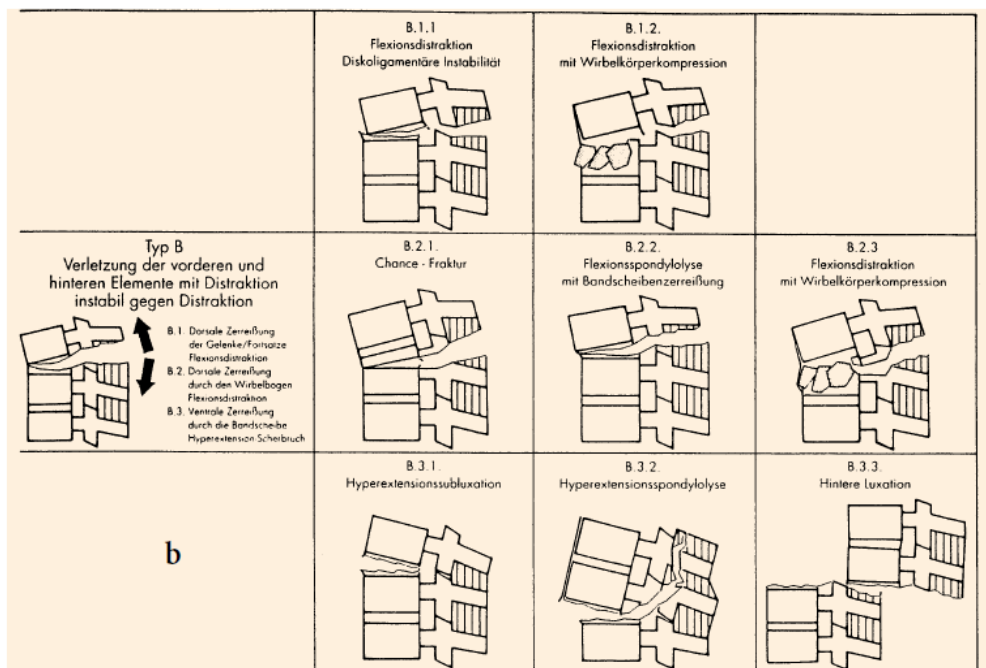 B.1.1
Flexionsdistraktion
Diskoligamentäre Instabilität
B.1.2.
Flexionsdistraktion
mit Wirbelkörperkompression
Typ B
Verletzung der vorderen und
hinteren Elemente mit Distraktion
instabil gegen Distraktion
B.1. Dorsale Zerreißung
der Gelenke/Fortsätze
Flexionsdistraktion
B.2. Dorsale Zerreißung
durch den Wirbelbogen
Flexionsdistraktion
B.3. Ventrale Zerreißung
durch die Bandscheibe
Hyperextension-Scherbruch
B.2.1.
Chance - Fraktur
B.2.2.
Flexionsspondylolyse
mit Bandscheibenzerreißung
B.2.3
Flexionsdistraktion
mit Wirbelkörperkompression
b
B.3.1.
Hyperextensionssubluxation
B.3.2.
Hyperextensionsspondylolyse
B.3.3.
Hintere Luxation